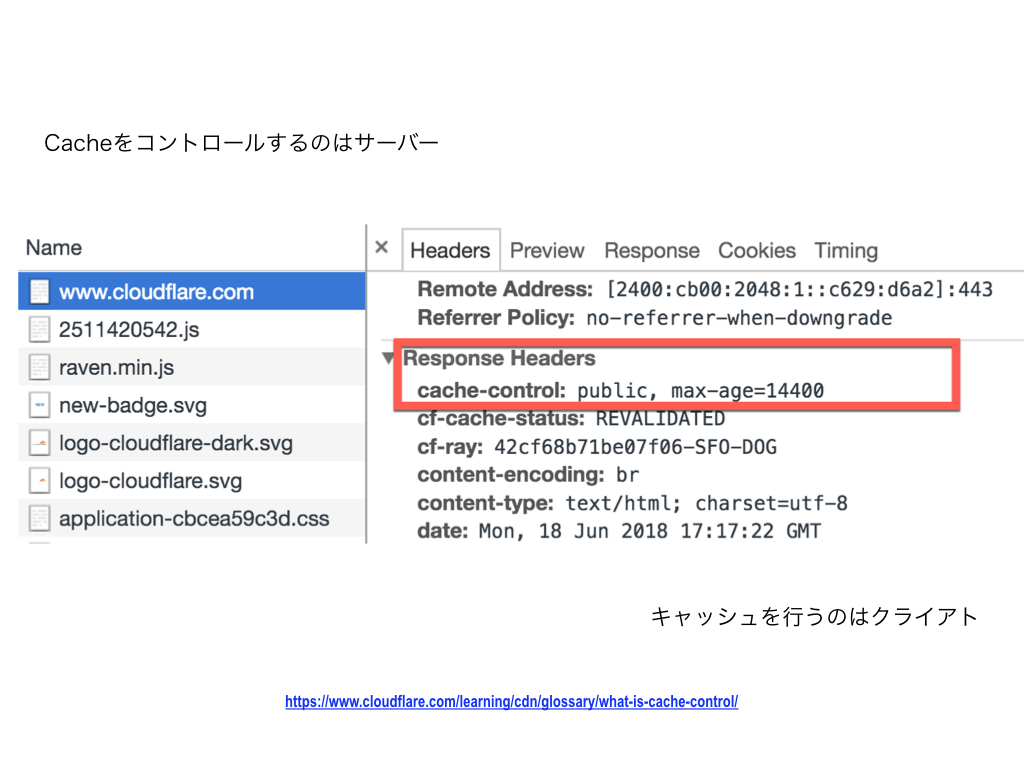 Cacheをコントロールするのはサーバー
Name
www.cloudflare.com
2511420542.js
raven.min.js
new-badge.svg
logo-cloudflare-dark.svg
logo-cloudflare.svg
application-cbcea59c3d.css
× Headers Preview Response Cookies Timing
Remote Address: [2400:cb00:2048:1::c629:d6a2]:443
Referrer Policy: no-referrer-when-downgrade
▼Response Headers
cache-control: public, max-age=14400
cf-cache-status: REVALIDATED
cf-ray: 42cf68b71be07f06-SFO-DOG
content-encoding: br
content-type: text/html; charset=utf-8
date: Mon, 18 Jun 2018 17:17:22 GMT
キャッシュを行うのはクライアト
https://www.cloudflare.com/learning/cdn/glossary/what-is-cache-control/